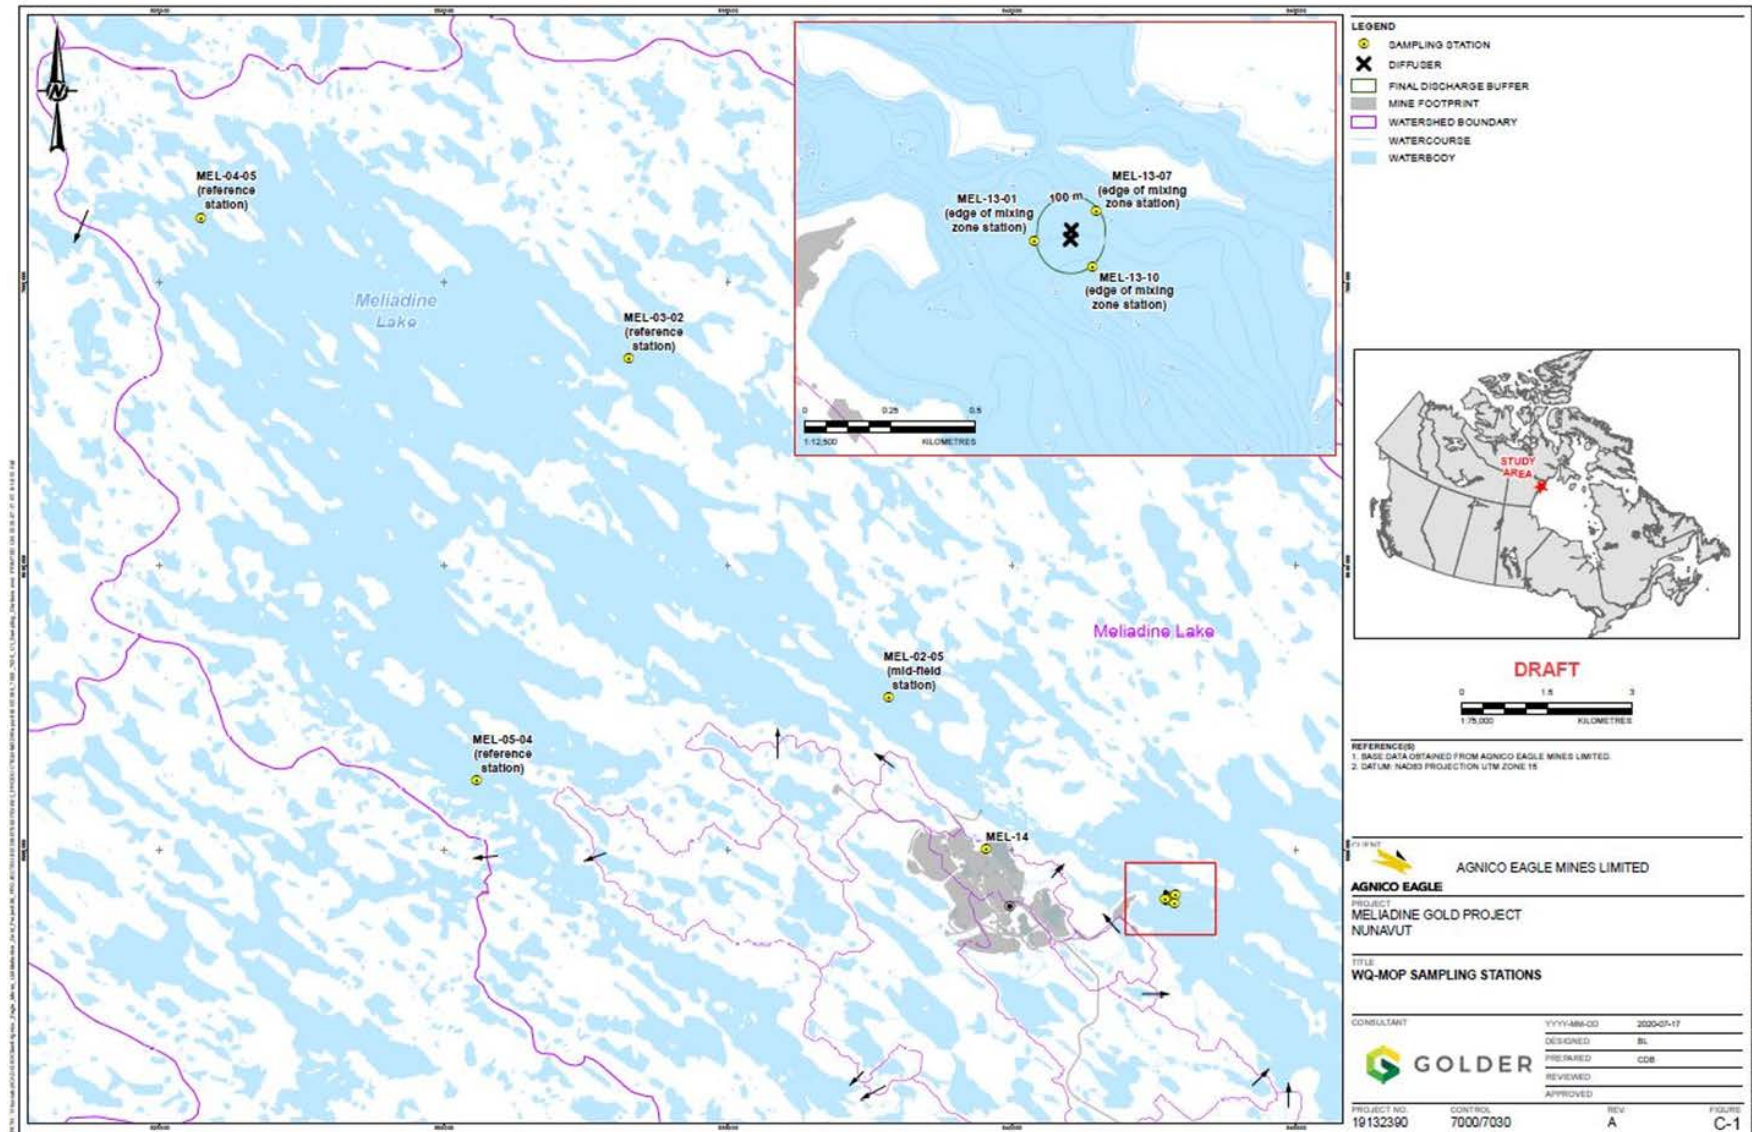 MEL-04-05
(reference
station)
Meliadine
Lake
MEL-03-02
(reference
station)
MEL-13-07
(edge of mixing
zone station)
MEL-13-01
(edge of mixing
zone station)
100 m
MEL-13-10
(edge of mixing
zone station)
0 0.25 0.5
1:12,500 KILOMETRES
Meliadine Lake
MEL-02-05
(mid-field
station)
MEL-05-04
(reference
station)
MEL-14
LEGEND
SAMPLING STATION
DIFFUSER
FINAL DISCHARGE BUFFER
MINE FOOTPRINT
WATERSHED BOUNDARY
WATERCOURSE
WATERBODY
STUDY
AREA
DRAFT
0 1.5 3
1:75,000 KILOMETRES
REFERENCE(S)
1. BASE DATA OBTAINED FROM AGNICO EAGLE MINES LIMITED.
2. DATUM: NAD83 PROJECTION UTM ZONE 15
CLIENT
AGNICO EAGLE MINES LIMITED
AGNICO EAGLE
PROJECT
MELIADINE GOLD PROJECT
NUNAVUT
TITLE
WQ-MOP SAMPLING STATIONS
CONSULTANT
YYYY-MM-DD 2020-07-17
DESIGNED BL
PREPARED CDB
REVIEWED
APPROVED
GOLDER
PROJECT NO. CONTROL REV. FIGURE
19132390 7000/7030 A C-1